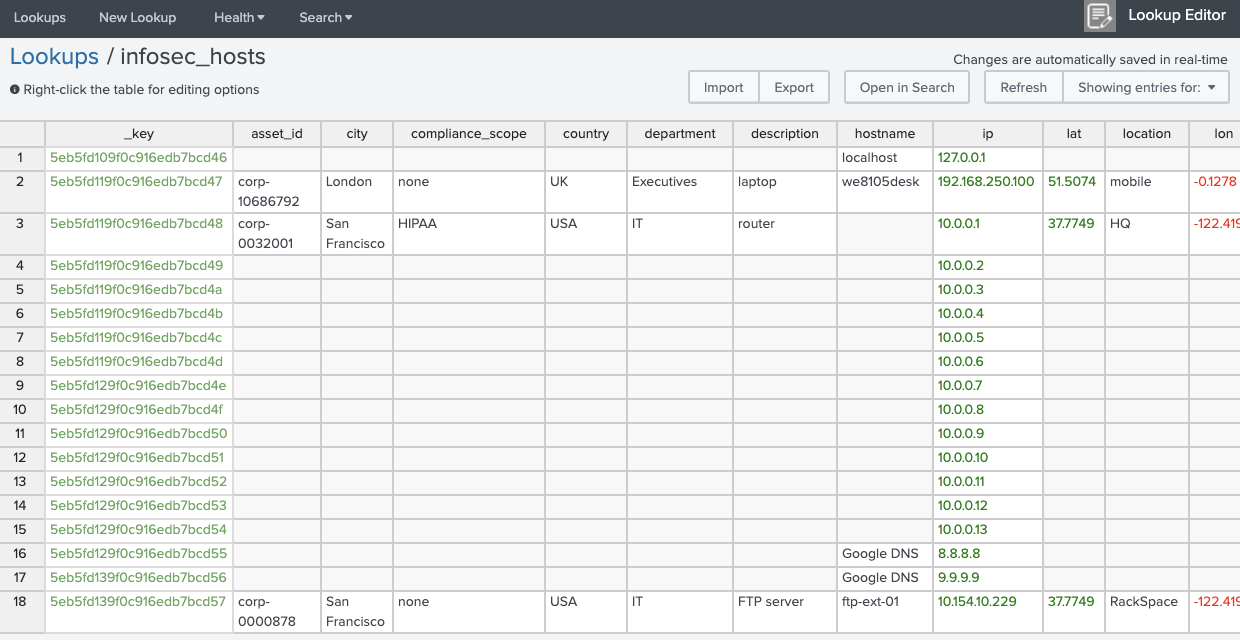 Lookups New Lookup Health Search Lookup Editor
Lookups / infosec_hosts
Changes are automatically saved in real-time
Right-click the table for editing options
Import Export Open in Search Refresh Showing entries for:
_key asset_id city compliance_scope country department description hostname ip lat location lon
1 5eb5fd109f0c916edb7bcd46 localhost 127.0.0.1
2 5eb5fd119f0c916edb7bcd47 corp- London none UK Executives laptop we8105desk 192.168.250.100 51.5074 mobile -0.1278
10686792
3 5eb5fd119f0c916edb7bcd48 corp- San HIPAA USA IT router 10.0.0.1 37.7749 HQ -122.419
0032001 Francisco
4 5eb5fd119f0c916edb7bcd49 10.0.0.2
5 5eb5fd119f0c916edb7bcd4a 10.0.0.3
6 5eb5fd119f0c916edb7bcd4b 10.0.0.4
7 5eb5fd119f0c916edb7bcd4c 10.0.0.5
8 5eb5fd119f0c916edb7bcd4d 10.0.0.6
9 5eb5fd129f0c916edb7bcd4e 10.0.0.7
10 5eb5fd129f0c916edb7bcd4f 10.0.0.8
11 5eb5fd129f0c916edb7bcd50 10.0.0.9
12 5eb5fd129f0c916edb7bcd51 10.0.0.10
13 5eb5fd129f0c916edb7bcd52 10.0.0.11
14 5eb5fd129f0c916edb7bcd53 10.0.0.12
15 5eb5fd129f0c916edb7bcd54 10.0.0.13
16 5eb5fd129f0c916edb7bcd55 Google DNS 8.8.8.8
17 5eb5fd139f0c916edb7bcd56 Google DNS 9.9.9.9
18 5eb5fd139f0c916edb7bcd57 corp- San none USA IT FTP server ftp-ext-01 10.154.10.229 37.7749 RackSpace -122.419
0000878 Francisco